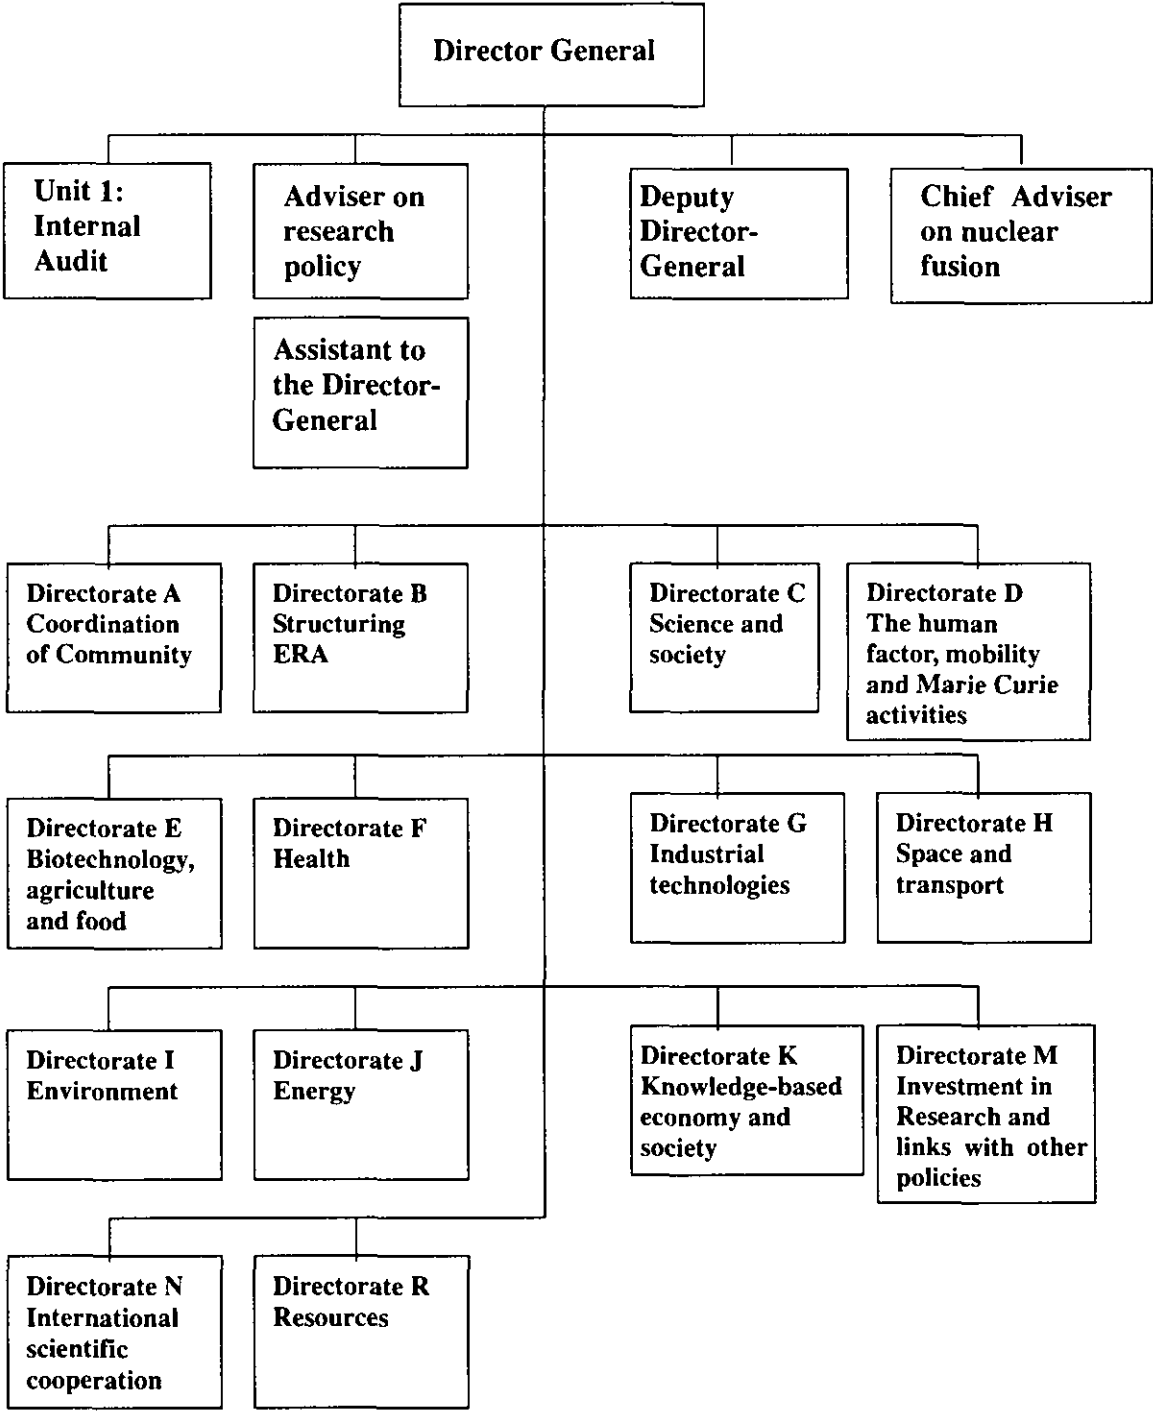 Director General
Unit 1:
Internal
Audit
Adviser on
research
policy
Deputy
Director-
General
Chief Adviser
on nuclear
fusion
Assistant to
the Director-
General
Directorate A
Coordination
of Community
Directorate B
Structuring
ERA
Directorate C
Science and
society
Directorate D
The human
factor, mobility
and Marie Curie
activities
Directorate E
Biotechnology,
agriculture
and food
Directorate F
Health
Directorate G
Industrial
technologies
Directorate H
Space and
transport
Directorate I
Environment
Directorate J
Energy
Directorate K
Knowledge-based
economy and
society
Directorate M
Investment in
Research and
links with other
policies
Directorate N
International
scientific
cooperation
Directorate R
Resources